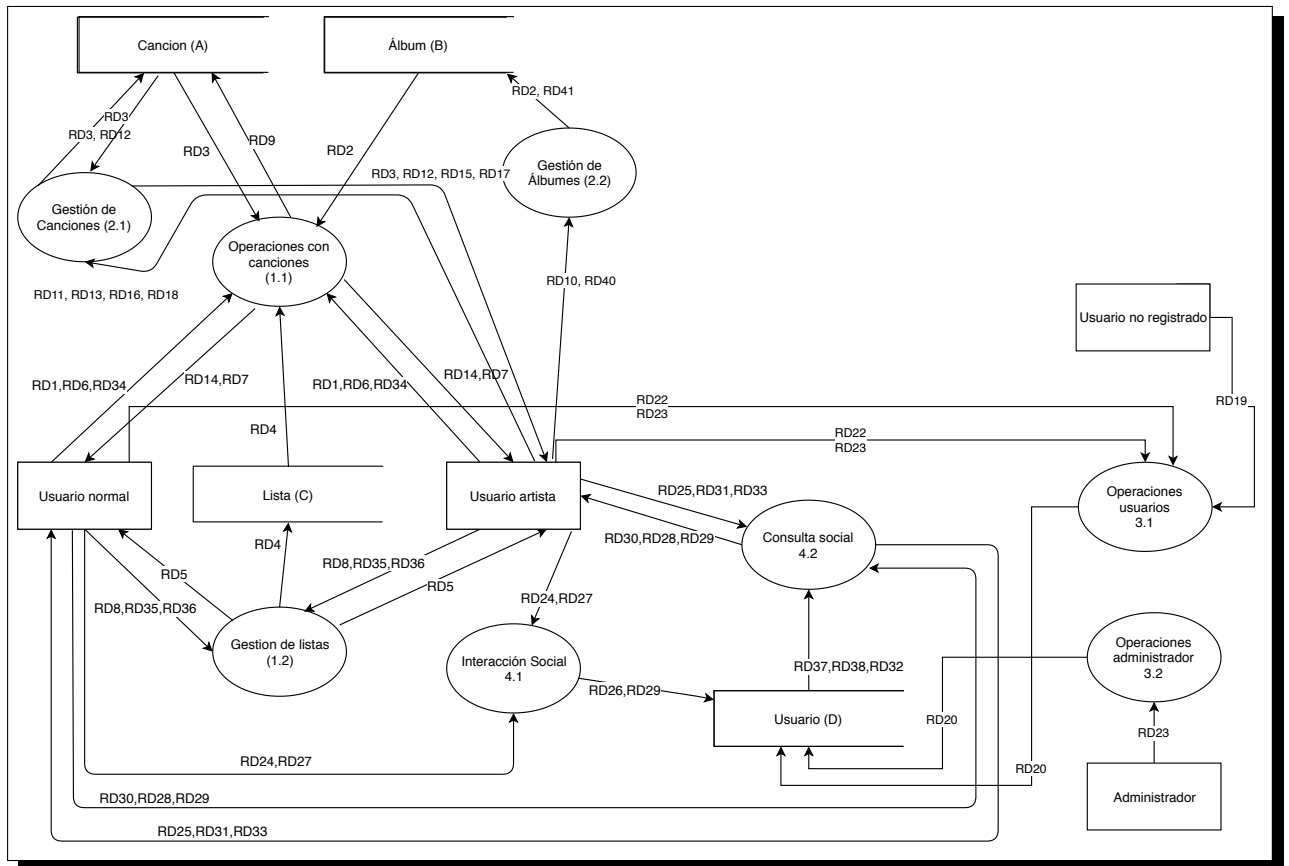 Cancion (A)
Álbum (B)
RD2, RD41
RD3
RD3, RD12
RD9
RD3
RD2
RD3, RD12, RD15, RD17
Gestión de
Álbumes (2.2)
Gestión de
Canciones (2.1)
Operaciones con
canciones
(1.1)
RD10, RD40
RD11, RD13, RD16, RD18
Usuario no registrado
RD1,RD6,RD34
RD14,RD7
RD1,RD6,RD34
RD14,RD7
RD22
RD23
RD19
RD4
RD22
RD23
Usuario normal
Lista (C)
Usuario artista
RD25,RD31,RD33
Operaciones
usuarios
3.1
RD30,RD28,RD29
Consulta social
4.2
RD4
RD5
RD8,RD35,RD36
RD5
RD8,RD35,RD36
RD24,RD27
Gestion de listas
(1.2)
Interacción Social
4.1
Operaciones
administrador
3.2
RD37,RD38,RD32
RD26,RD29
Usuario (D)
RD20
RD23
RD24,RD27
RD20
RD30,RD28,RD29
Administrador
RD25,RD31,RD33